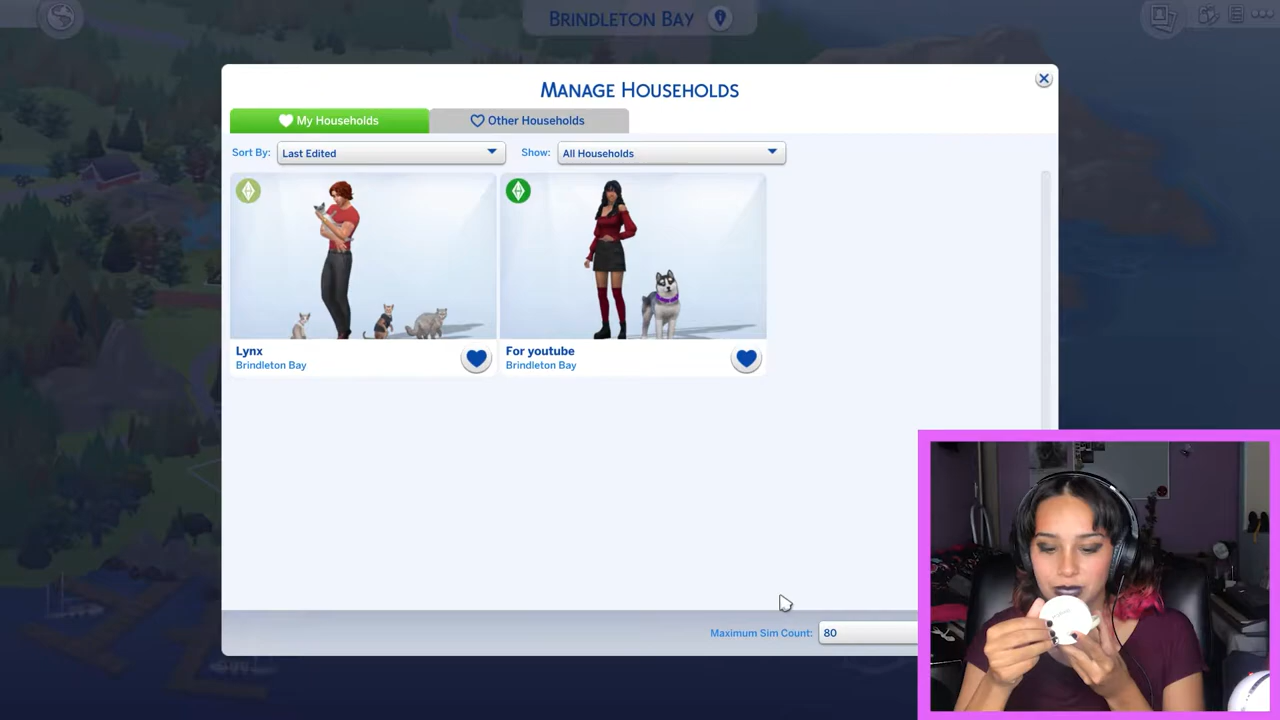 BRINDLETON BAY
MANAGE HOUSEHOLDS
My Households
Other Households
Sort By: Last Edited Show: All Households
Lynx
Brindleton Bay
For youtube
Brindleton Bay
Maximum Sim Count: 80